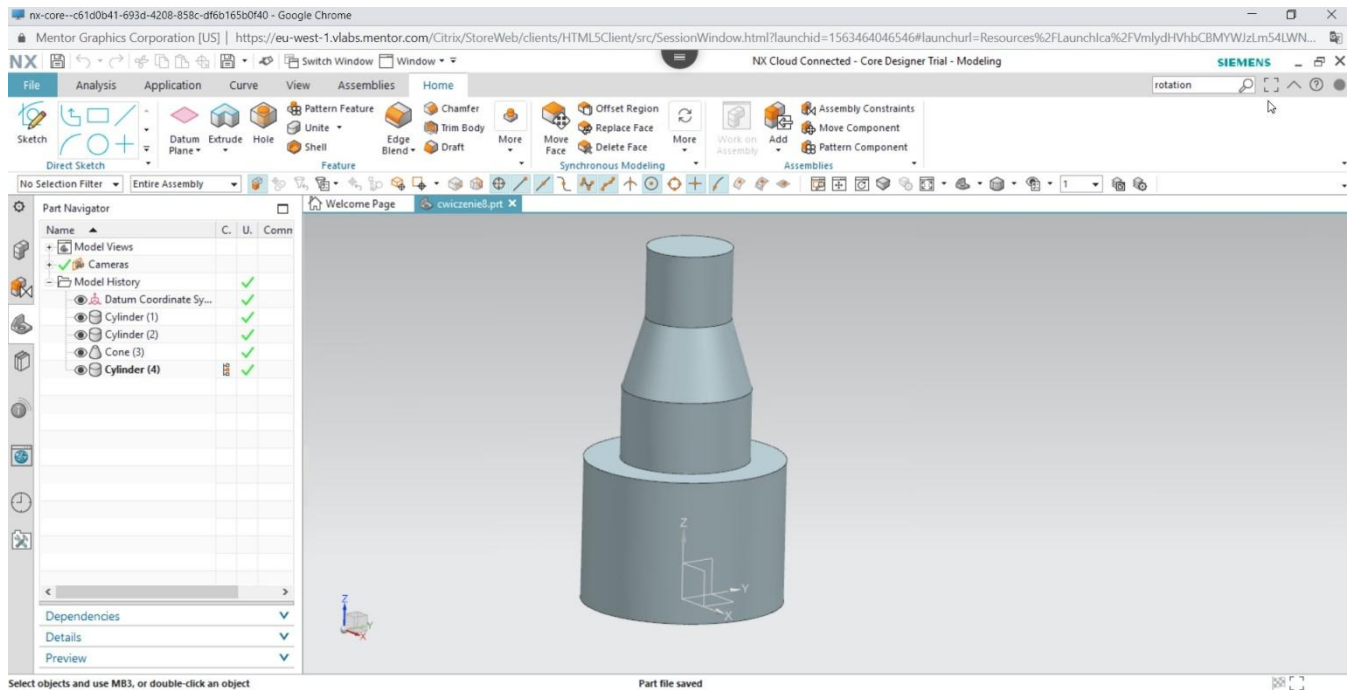 nx-core--c61d0b41-693d-4208-858c-df6b165b0f40 - Google Chrome
Mentor Graphics Corporation [US] | https://eu-west-1.vlabs.mentor.com/Citrix/StoreWeb/clients/HTML5Client/src/SessionWindow.html?launchid=1563464046546#launchurl=Resources%2FLaunchIca%2FVmlydHVhbCBMYWJzLm54LWN...
NX Switch Window Window NX Cloud Connected - Core Designer Trial - Modeling SIEMENS
File Analysis Application Curve View Assemblies Home rotation
Pattern Feature Chamfer Offset Region Assembly Constraints
Unite Trim Body Replace Face Move Component
Sketch Datum Plane Extrude Hole Shell Edge Blend Draft More Move Face Delete Face More Work on Assembly Add Pattern Component
Direct Sketch Feature Synchronous Modeling Assemblies
No Selection Filter Entire Assembly 1
Part Navigator Welcome Page cwiczenie8.prt
Name C. U. Comn
Model Views
Cameras
Model History
Datum Coordinate Sy...
Cylinder (1)
Cylinder (2)
Cone (3)
Cylinder (4)
Z
Y
X
Z
Y
X
Dependencies
Details
Preview
Select objects and use MB3, or double-click an object Part file saved